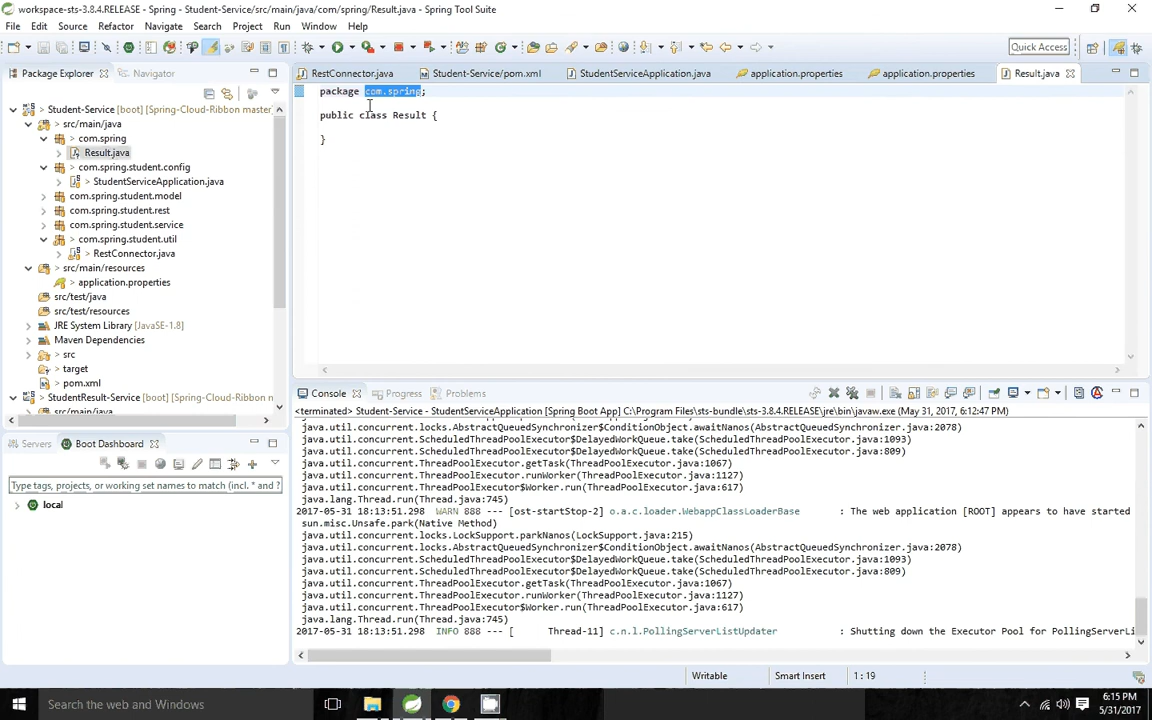 workspace-sts-3.8.4.RELEASE - Spring - Student-Service/src/main/java/com/spring/Result.java - Spring Tool Suite
File Edit Source Refactor Navigate Search Project Run Window Help
Quick Access
Package Explorer
Navigator
RestConnector.java
Student-Service/pom.xml
StudentServiceApplication.java
application.properties
application.properties
Result.java
> Student-Service [boot] [Spring-Cloud-Ribbon master
> src/main/java
> com.spring
Result.java
> com.spring.student.config
> StudentServiceApplication.java
com.spring.student.model
com.spring.student.rest
com.spring.student.service
> com.spring.student.util
> RestConnector.java
> src/main/resources
> application.properties
src/test/java
src/test/resources
JRE System Library [JavaSE-1.8]
Maven Dependencies
> src
> target
> pom.xml
> StudentResult-Service [Spring-Cloud-Ribbon m
> src/main/java
package com.spring;
public class Result {
}
Servers
Boot Dashboard
Type tags, projects, or working set names to match (incl. * and ?
local
Console
Progress
Problems
<terminated> Student-Service - StudentServiceApplication [Spring Boot App] C:\Program Files\sts-bundle\sts-3.8.4.RELEASE\jre\bin\javaw.exe (May 31, 2017, 6:12:47 PM)
java.util.concurrent.locks.AbstractQueuedSynchronizer$ConditionObject.awaitNanos(AbstractQueuedSynchronizer.java:2078)
java.util.concurrent.ScheduledThreadPoolExecutor$DelayedWorkQueue.take(ScheduledThreadPoolExecutor.java:1093)
java.util.concurrent.ScheduledThreadPoolExecutor$DelayedWorkQueue.take(ScheduledThreadPoolExecutor.java:809)
java.util.concurrent.ThreadPoolExecutor.getTask(ThreadPoolExecutor.java:1067)
java.util.concurrent.ThreadPoolExecutor.runWorker(ThreadPoolExecutor.java:1127)
java.util.concurrent.ThreadPoolExecutor$Worker.run(ThreadPoolExecutor.java:617)
java.lang.Thread.run(Thread.java:745)
2017-05-31 18:13:51.298 WARN 888 --- [ost-startStop-2] o.a.c.loader.WebappClassLoaderBase : The web application [ROOT] appears to have started
sun.misc.Unsafe.park(Native Method)
java.util.concurrent.locks.LockSupport.parkNanos(LockSupport.java:215)
java.util.concurrent.locks.AbstractQueuedSynchronizer$ConditionObject.awaitNanos(AbstractQueuedSynchronizer.java:2078)
java.util.concurrent.ScheduledThreadPoolExecutor$DelayedWorkQueue.take(ScheduledThreadPoolExecutor.java:1093)
java.util.concurrent.ScheduledThreadPoolExecutor$DelayedWorkQueue.take(ScheduledThreadPoolExecutor.java:809)
java.util.concurrent.ThreadPoolExecutor.getTask(ThreadPoolExecutor.java:1067)
java.util.concurrent.ThreadPoolExecutor.runWorker(ThreadPoolExecutor.java:1127)
java.util.concurrent.ThreadPoolExecutor$Worker.run(ThreadPoolExecutor.java:617)
java.lang.Thread.run(Thread.java:745)
2017-05-31 18:13:51.298 INFO 888 --- [ Thread-11] c.n.l.PollingServerListUpdater : Shutting down the Executor Pool for PollingServerLi
Writable
Smart Insert
1 : 19
Search the web and Windows
6:15 PM
5/31/2017